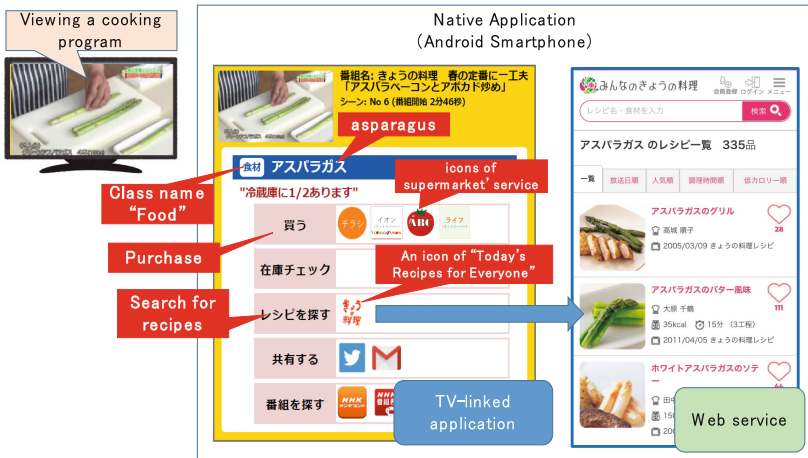 Viewing a cooking
program
Native Application
(Android Smartphone)
番組名: きょうの料理 春の定番に一工夫
「アスパラベーコンとアボカド炒め」
シーン: No 6 (番組開始 2分46秒)
asparagus
食材 アスパラガス
Class name
“Food”
"冷蔵庫に1/2あります"
icons of
supermarket’ service
買う
チラシ
イオン
ABC
ライフ
Purchase
在庫チェック
An icon of “Today’s
Recipes for Everyone”
Search for
recipes
レシピを探す
きょう
の
料理
共有する
番組を探す
NHK
オンデマンド
NHK
番組表
TV-linked
application
みんなのきょうの料理
会員登録 ログイン メニュー
レシピ名・食材を入力
検索
アスパラガス のレシピ一覧 335品
一覧 放送日順 人気順 調理時間順 低カロリー順
アスパラガスのグリル
高城 順子
28
2005/03/09 きょうの料理レシピ
アスパラガスのバター風味
大原 千鶴
111
35kcal 15分 (3工程)
2011/04/05 きょうの料理レシピ
ホワイトアスパラガスのソテ
ー
Web service